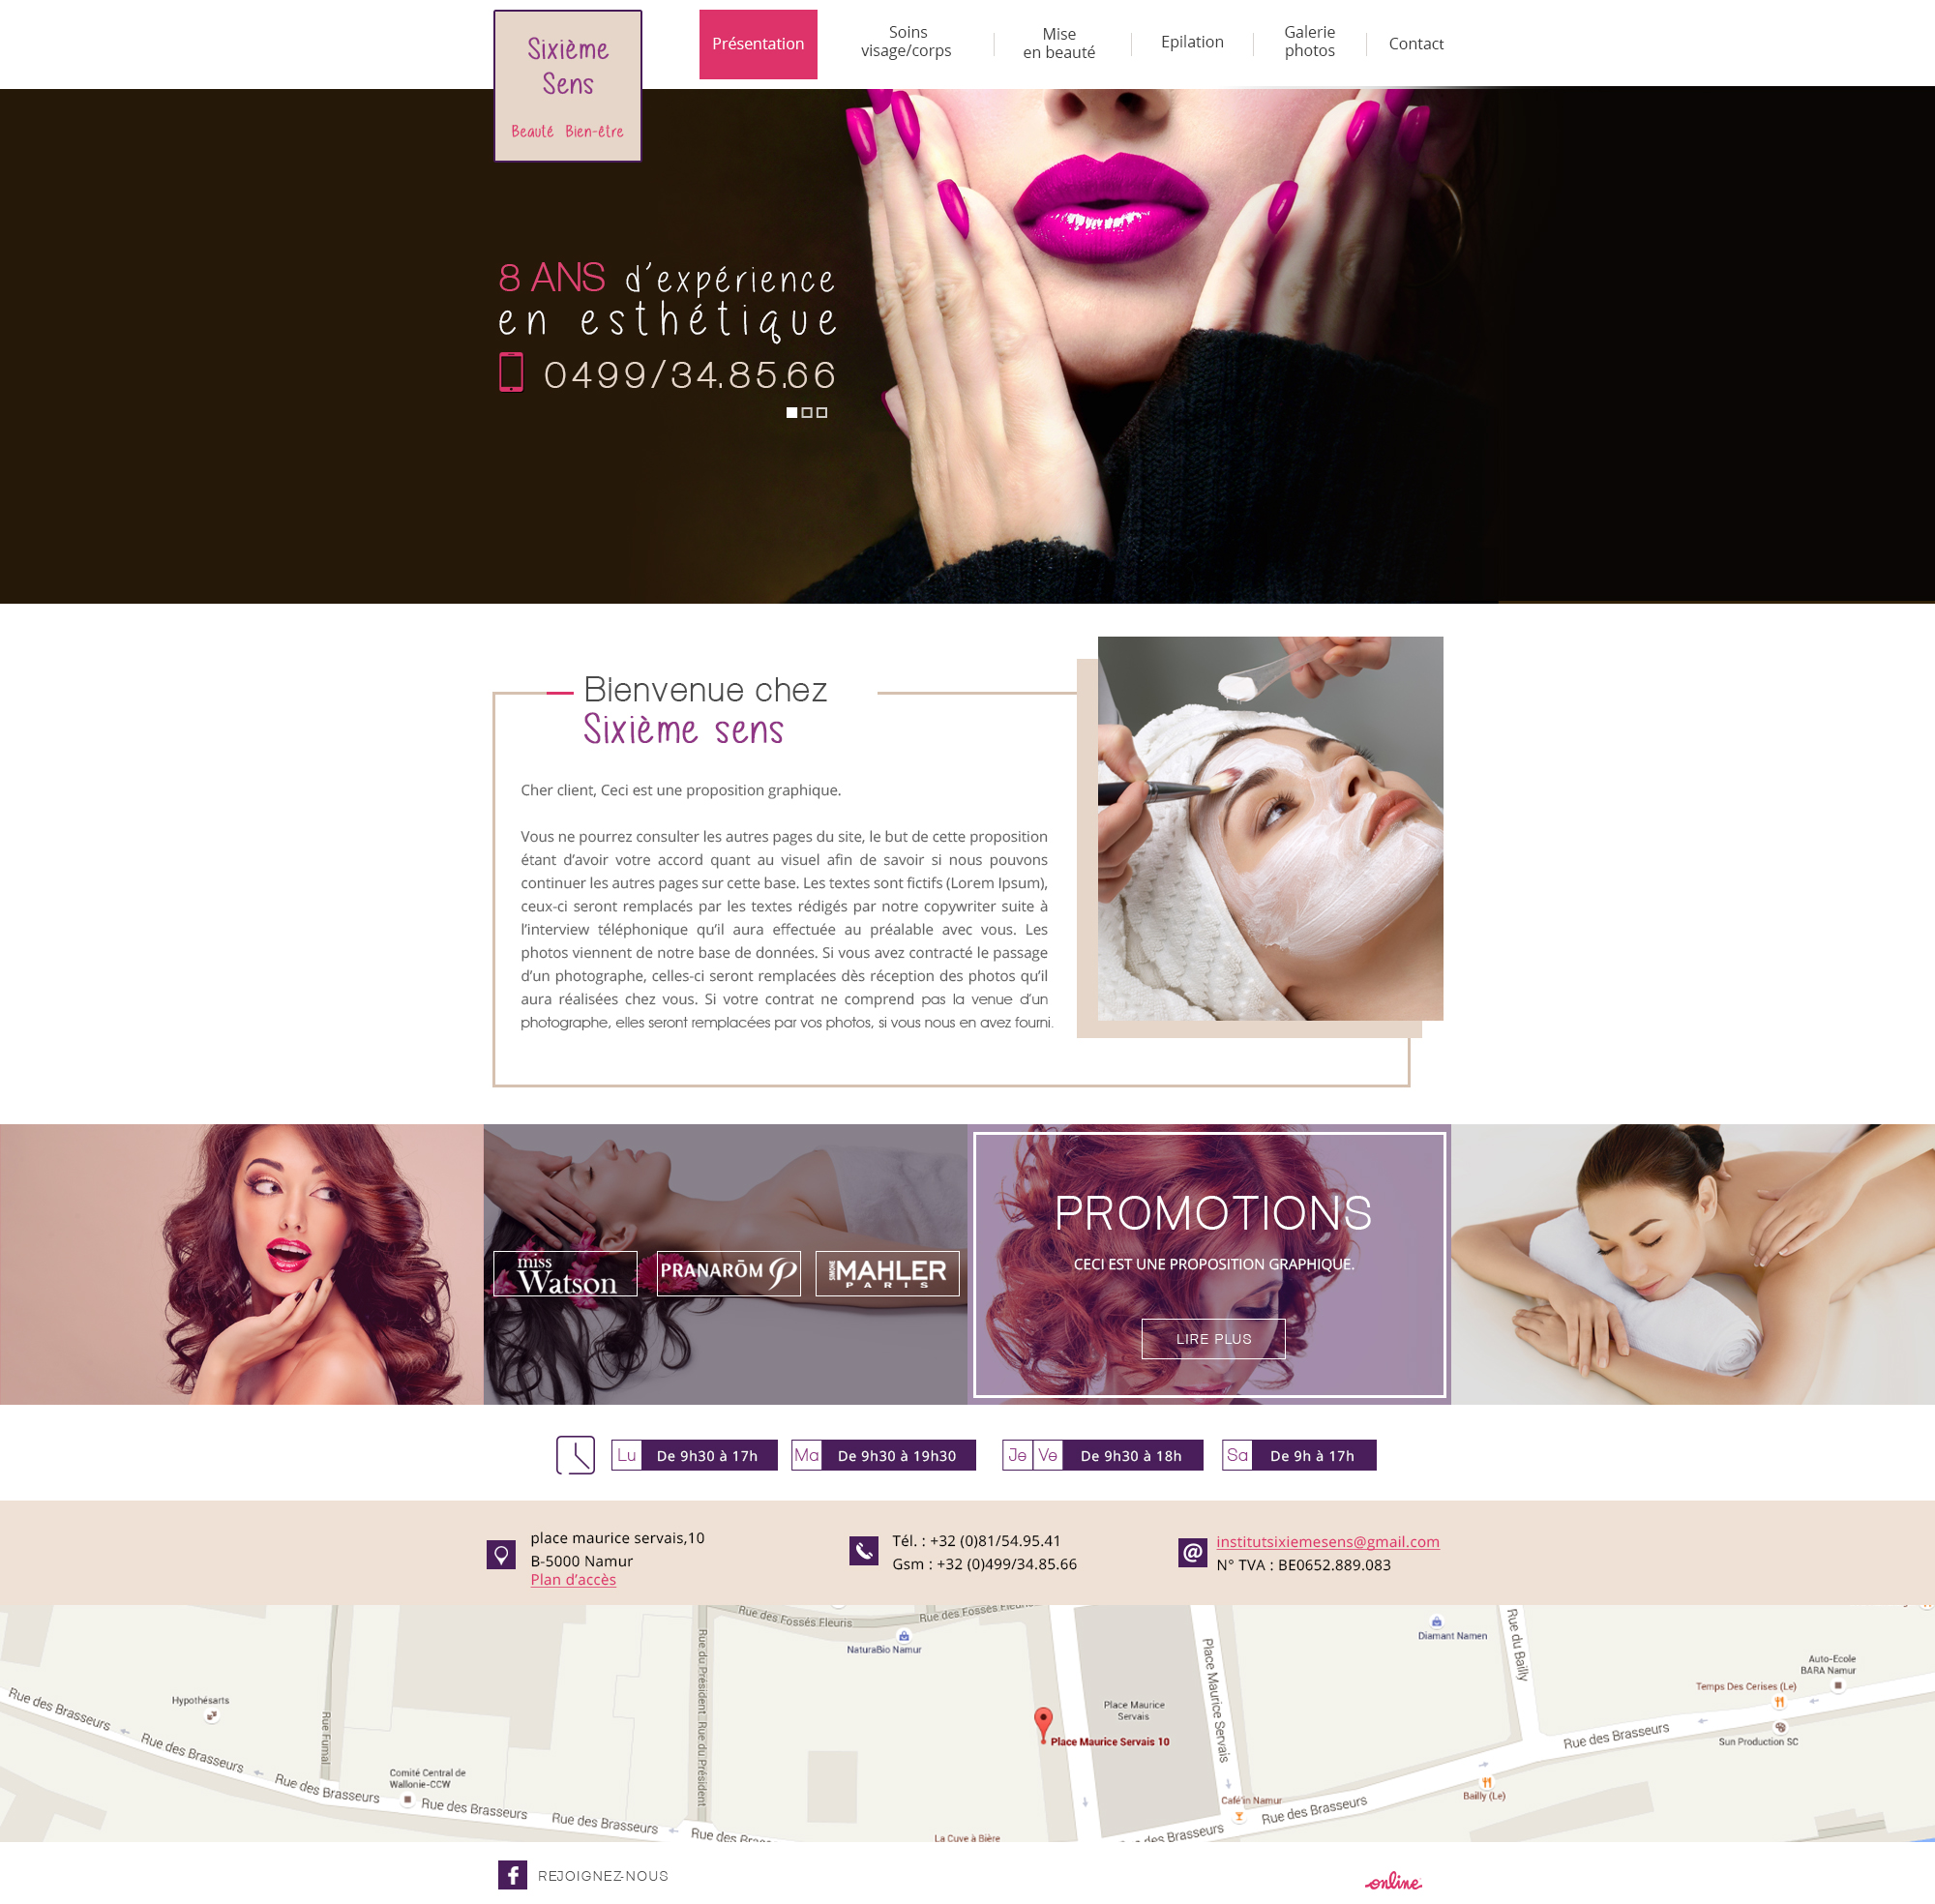 Sixième
Sens
Beauté Bien-être
Présentation
Soins
visage/corps
Mise
en beauté
Epilation
Galerie
photos
Contact
8 ANS d'expérience
en esthétique
0499/34.85.66
Bienvenue chez
Sixième sens
Cher client, Ceci est une proposition graphique.
Vous ne pourrez consulter les autres pages du site, le but de cette proposition
étant d'avoir votre accord quant au visuel afin de savoir si nous pouvons
continuer les autres pages sur cette base. Les textes sont fictifs (Lorem Ipsum),
ceux-ci seront remplacés par les textes rédigés par notre copywriter suite à
l'interview téléphonique qu'il aura effectuée au préalable avec vous. Les
photos viennent de notre base de données. Si vous avez contracté le passage
d'un photographe, celles-ci seront remplacées dès réception des photos qu'il
aura réalisées chez vous. Si votre contrat ne comprend pas la venue d'un
photographe, elles seront remplacées par vos photos, si vous nous en avez fourni.
miss
Watson
PRANARŌM
SIMONE MAHLER
PARIS
PROMOTIONS
CECI EST UNE PROPOSITION GRAPHIQUE.
LIRE PLUS
Lu De 9h30 à 17h
Ma De 9h30 à 19h30
Je Ve De 9h30 à 18h
Sa De 9h à 17h
place maurice servais,10
B-5000 Namur
Plan d'accès
Tél. : +32 (0)81/54.95.41
Gsm : +32 (0)499/34.85.66
@
institutsixiemesens@gmail.com
N° TVA : BE0652.889.083
Rue des Fossés Fleuris
Rue des Fossés Fleuris
NaturaBio Namur
Diamant Namen
Rue du Bailly
Auto-Ecole
BARA Namur
Temps Des Cerises (Le)
Sun Production SC
Hypothésarts
Rue Fumal
Rue du Président
Rue du Président
Place Maurice
Servais
Place Maurice Servais
Place Maurice Servais 10
Rue des Brasseurs
Rue des Brasseurs
Rue des Brasseurs
Comité Central de
Wallonie-CCW
Rue des Brasseurs
Rue des Brasseurs
Rue des Bra
La Cuve à Bière
des Brasseurs
Café'in Namur
Rue des Brasseurs
Bailly (Le)
Rue des Brasseurs
f REJOIGNEZ-NOUS
online